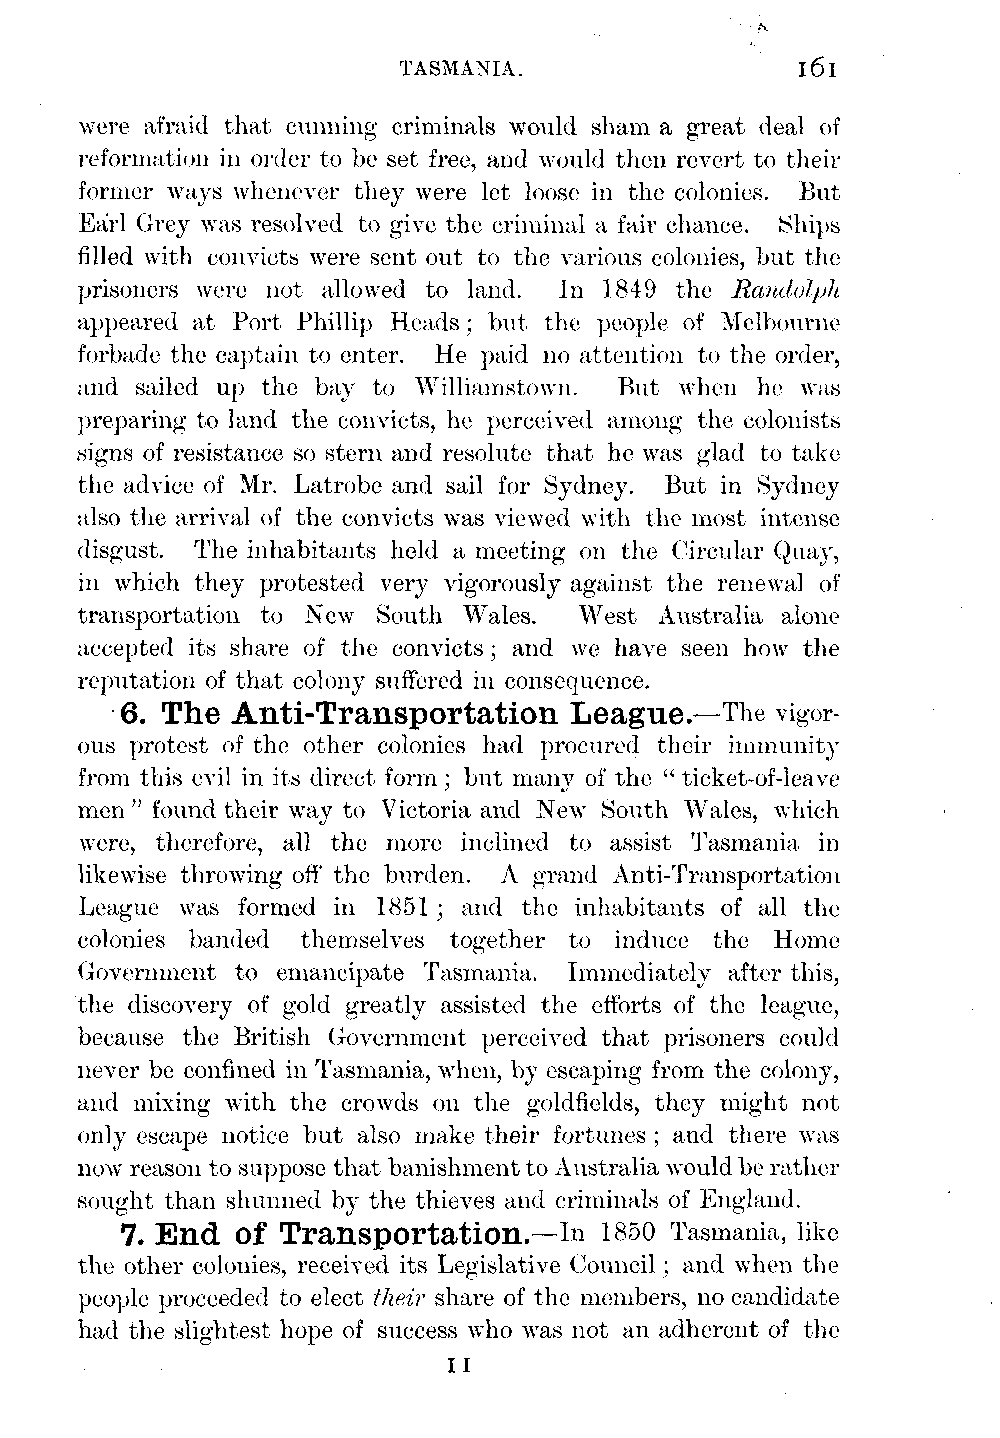 TASMANIA. 161
were afraid that cunning criminals would sham a great deal of
reformation in order to be set free, and would then revert to their
former ways whenever they were let loose in the colonies. But
Earl Grey was resolved to give the criminal a fair chance. Ships
filled with convicts were sent out to the various colonies, but the
prisoners were not allowed to land. In 1849 the Randolph
appeared at Port Phillip Heads; but the people of Melbourne
forbade the captain to enter. He paid no attention to the order,
and sailed up the bay to Williamstown. But when he was
preparing to land the convicts, he perceived among the colonists
signs of resistance so stern and resolute that he was glad to take
the advice of Mr. Latrobe and sail for Sydney. But in Sydney
also the arrival of the convicts was viewed with the most intense
disgust. The inhabitants held a meeting on the Circular Quay,
in which they protested very vigorously against the renewal of
transportation to New South Wales. West Australia alone
accepted its share of the convicts; and we have seen how the
reputation of that colony suffered in consequence.
6. The Anti-Transportation League.—The vigor-
ous protest of the other colonies had procured their immunity
from this evil in its direct form; but many of the "ticket-of-leave
men" found their way to Victoria and New South Wales, which
were, therefore, all the more inclined to assist Tasmania in
likewise throwing off the burden. A grand Anti-Transportation
League was formed in 1851; and the inhabitants of all the
colonies banded themselves together to induce the Home
Government to emancipate Tasmania. Immediately after this,
the discovery of gold greatly assisted the efforts of the league,
because the British Government perceived that prisoners could
never be confined in Tasmania, when, by escaping from the colony,
and mixing with the crowds on the goldfields, they might not
only escape notice but also make their fortunes; and there was
now reason to suppose that banishment to Australia would be rather
sought than shunned by the thieves and criminals of England.
7. End of Transportation.—In 1850 Tasmania, like
the other colonies, received its Legislative Council; and when the
people proceeded to elect their share of the members, no candidate
had the slightest hope of success who was not an adherent of the
11